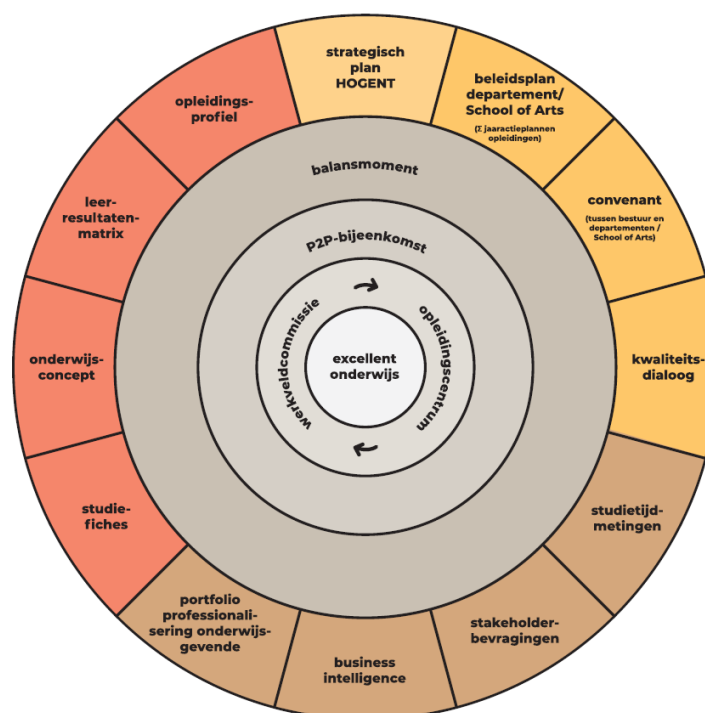 strategisch
plan
HOGENT
beleidsplan
departement/
School of Arts
(Σ jaaractieplannen
opleidingen)
convenant
(tussen bestuur en
departementen /
School of Arts)
kwaliteits-
dialoog
studietijd-
metingen
stakeholder-
bevragingen
business
intelligence
portfolio
professionali-
sering onderwijs-
gevende
studie-
fiches
onderwijs-
concept
leer-
resultaten-
matrix
opleidings-
profiel
balansmoment
P2P-bijeenkomst
werkveldcommissie
opleidingscentrum
excellent
onderwijs